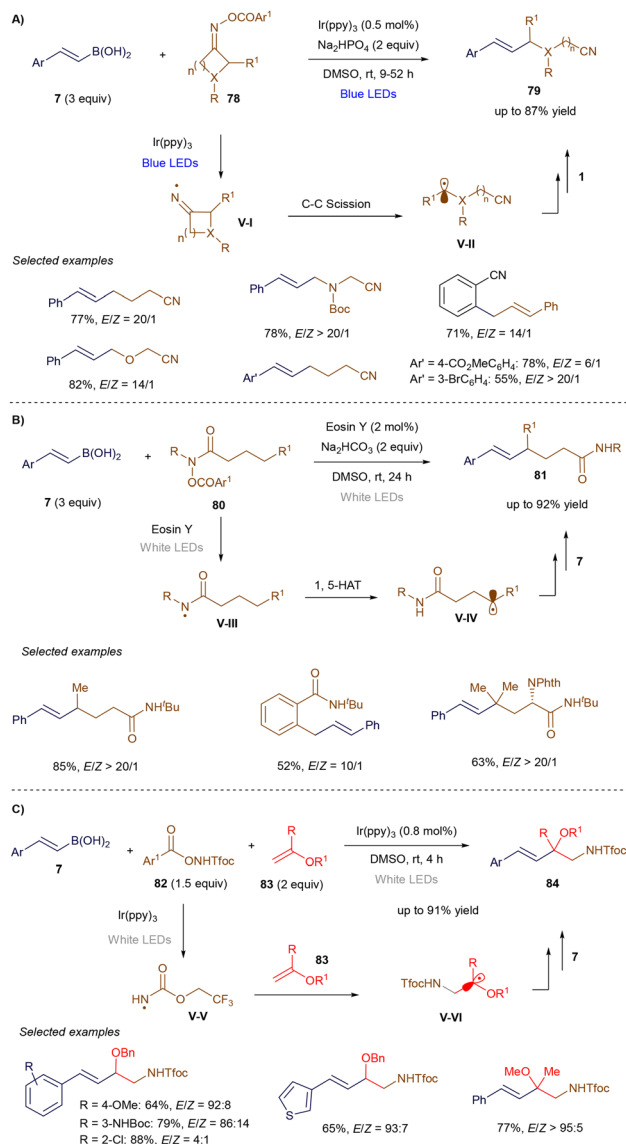 A)
OCOAr1
N
R1
X
R
n
Ar
B(OH)2
+
7 (3 equiv)
78
Ir(ppy)3 (0.5 mol%)
Na2HPO4 (2 equiv)
DMSO, rt, 9-52 h
Blue LEDs
Ar
R1
X
R
n
CN
79
up to 87% yield
Ir(ppy)3
Blue LEDs
N
R1
X
R
n
V-I
C-C Scission
R1
X
R
n
CN
V-II
1
Selected examples
Ph
CN
77%, E/Z = 20/1
Ph
N
Boc
CN
78%, E/Z > 20/1
CN
Ph
71%, E/Z = 14/1
Ph
O
CN
82%, E/Z = 14/1
Ar'
CN
Ar' = 4-CO2MeC6H4: 78%, E/Z = 6/1
Ar' = 3-BrC6H4: 55%, E/Z > 20/1
B)
Ar
B(OH)2
+
7 (3 equiv)
R
N
O
R1
OCOAr1
80
Eosin Y (2 mol%)
Na2HCO3 (2 equiv)
DMSO, rt, 24 h
White LEDs
Ar
R1
NHR
O
81
up to 92% yield
Eosin Y
White LEDs
R
N
O
R1
V-III
1, 5-HAT
R
N
H
O
R1
V-IV
7
Selected examples
Ph
Me
NHtBu
O
85%, E/Z > 20/1
O
NHtBu
Ph
52%, E/Z = 10/1
Ph
Me
Me
NPhth
NHtBu
O
63%, E/Z > 20/1
C)
Ar
B(OH)2
7
+
Ar1
O
ONHTfoc
82 (1.5 equiv)
+
R
OR1
83 (2 equiv)
Ir(ppy)3 (0.8 mol%)
DMSO, rt, 4 h
White LEDs
up to 91% yield
Ar
R
OR1
NHTfoc
84
Ir(ppy)3
White LEDs
HN
O
O
CF3
V-V
R
83
OR1
TfocHN
R
OR1
V-VI
7
Selected examples
R
OBn
NHTfoc
R = 4-OMe: 64%, E/Z = 92:8
R = 3-NHBoc: 79%, E/Z = 86:14
R = 2-Cl: 88%, E/Z = 4:1
S
OBn
NHTfoc
65%, E/Z = 93:7
Ph
MeO
Me
NHTfoc
77%, E/Z > 95:5